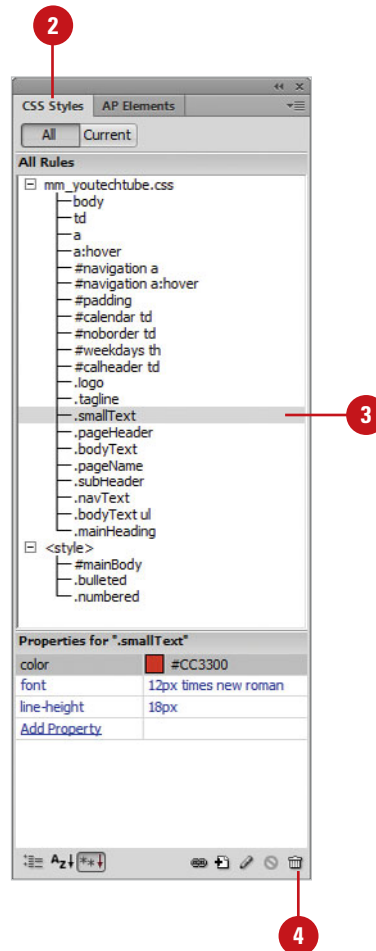 2
CSS Styles AP Elements
All Current
All Rules
mm_youtechtube.css
body
td
a
a:hover
#navigation a
#navigation a:hover
#padding
#calendar td
#noborder td
#weekdays th
#calheader td
.logo
.tagline
.smallText
3
.pageHeader
.bodyText
.pageName
.subHeader
.navText
.bodyText ul
.mainHeading
<style>
#mainBody
.bulleted
.numbered
Properties for ".smallText"
color #CC3300
font 12px times new roman
line-height 18px
Add Property
Az↓ **↓
4